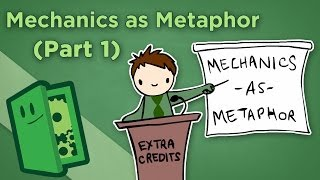 Mechanics as Metaphor
(Part 1)
MECHANICS
-AS-
METAPHOR
EXTRA
CREDITS